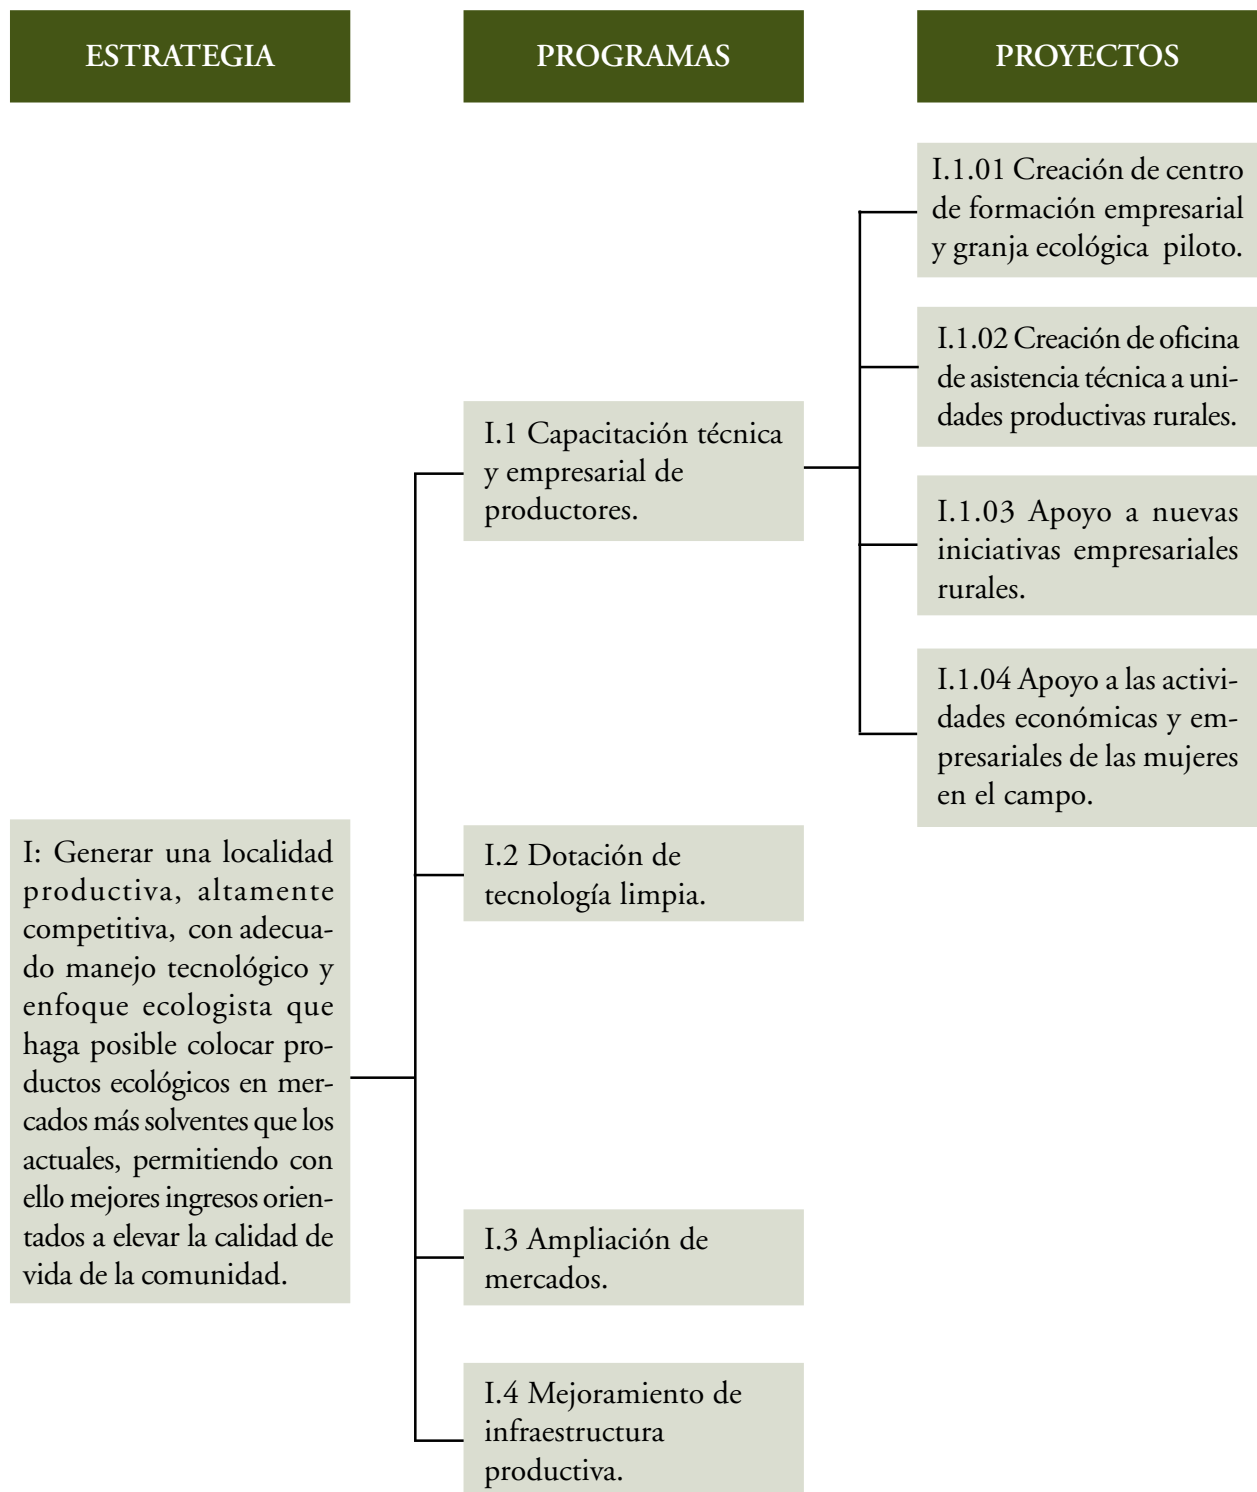 ESTRATEGIA
PROGRAMAS
PROYECTOS
I: Generar una localidad
productiva, altamente
competitiva, con adecua-
do manejo tecnológico y
enfoque ecologista que
haga posible colocar pro-
ductos ecológicos en mer-
cados más solventes que los
actuales, permitiendo con
ello mejores ingresos orien-
tados a elevar la calidad de
vida de la comunidad.
I.1 Capacitación técnica
y empresarial de
productores.
I.2 Dotación de
tecnología limpia.
I.3 Ampliación de
mercados.
I.4 Mejoramiento de
infraestructura
productiva.
I.1.01 Creación de centro
de formación empresarial
y granja ecológica piloto.
I.1.02 Creación de oficina
de asistencia técnica a uni-
dades productivas rurales.
I.1.03 Apoyo a nuevas
iniciativas empresariales
rurales.
I.1.04 Apoyo a las activi-
dades económicas y em-
presariales de las mujeres
en el campo.